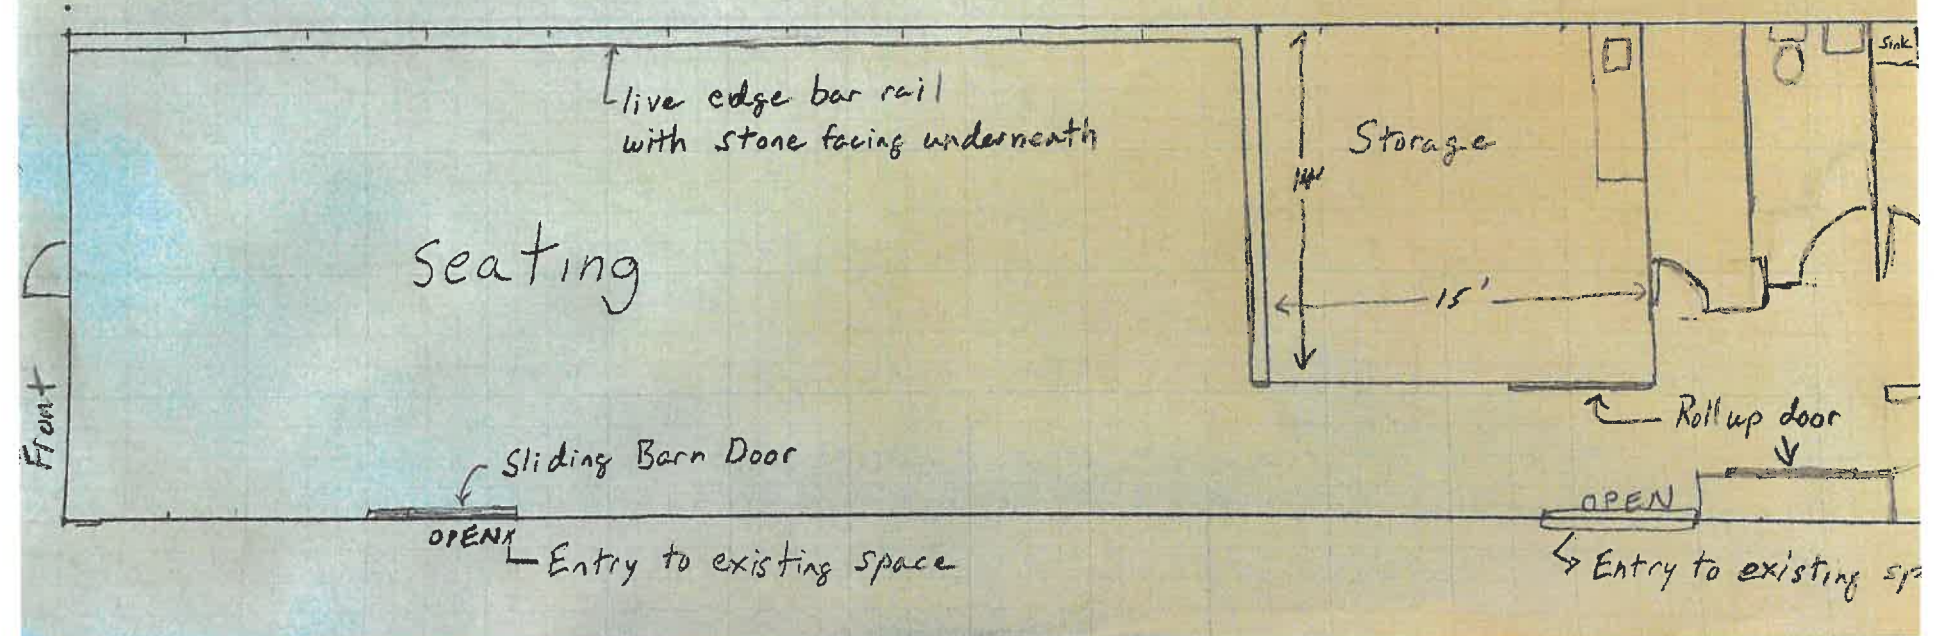 Sink
live edge bar rail
with stone facing underneath
Storage
14'
Seating
15'
Front
Roll up door
Sliding Barn Door
OPEN
OPEN
Entry to existing space
Entry to existing sp